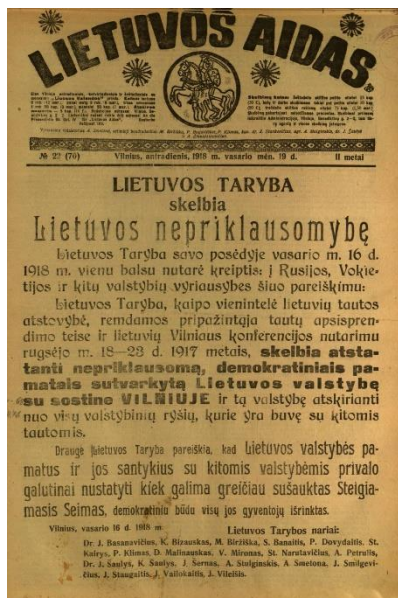 LIETUVOS AIDAS.
№ 22 (70) Vilnius, antradienis, 1918 m. vasario mėn. 19 d. II metai
LIETUVOS TARYBA
skelbia
Lietuvos nepriklausomybę
Lietuvos Taryba savo posėdyje vasario m. 16 d.
1918 m. vienu balsu nutarė kreiptis: į Rusijos, Vokie-
tijos ir kitų valstybių vyriausybes šiuo pareiškimu:
Lietuvos Taryba, kaipo vienintelė lietuvių tautos
atstovybė, remdamos pripažintąja tautų apsispren-
dimo teise ir lietuvių Vilniaus konferencijos nutarimu
rugsėjo m. 18—23 d. 1917 metais, skelbia atsta-
tanti nepriklausomą, demokratiniais pa-
matais sutvarkytą Lietuvos valstybę
su sostine VILNIUJE ir tą valstybę atskirianti
nuo visų valstybinių ryšių, kurie yra buvę su kitomis
tautomis.
Drauge Lietuvos Taryba pareiškia, kad Lietuvos valstybės pa-
matus ir jos santykius su kitomis valstybėmis privalo
galutinai nustatyti kiek galima greičiau sušauktas Steigia-
masis Seimas, demokratiniu būdu visų jos gyventojų išrinktas.
Vilnius, vasario 16 d. 1918 m. Lietuvos Tarybos nariai:
Dr. J. Basanavičius, K. Bizauskas, M. Biržiška, S. Banaitis, P. Dovydaitis. St.
Kairys, P. Klimas, D. Malinauskas, V. Mironas, St. Narutavičius, A. Petrulis,
Dr. J. Šaulys, K. Šaulys, J. Šernas, A. Stulginskis. A. Smetona, J. Smilgevi-
čius, J. Staugaitis, J. Vailokaitis, J. Vileišis.